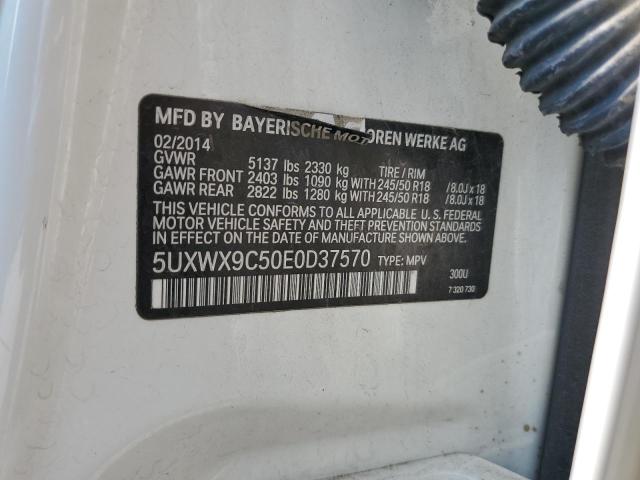 MFD BY BAYERISCHE MOTOREN WERKE AG
02/2014
GVWR 5137 lbs 2330 kg TIRE / RIM
GAWR FRONT 2403 lbs 1090 kg WITH 245/50 R18 /8.0J x 18
GAWR REAR 2822 lbs 1280 kg WITH 245/50 R18 /8.0J x 18
THIS VEHICLE CONFORMS TO ALL APPLICABLE U.S. FEDERAL
MOTOR VEHICLE SAFETY AND THEFT PREVENTION STANDARDS
IN EFFECT ON THE DATE OF MANUFACTURE SHOWN ABOVE.
5UXWX9C50E0D37570 TYPE: MPV
300U
7 320 730